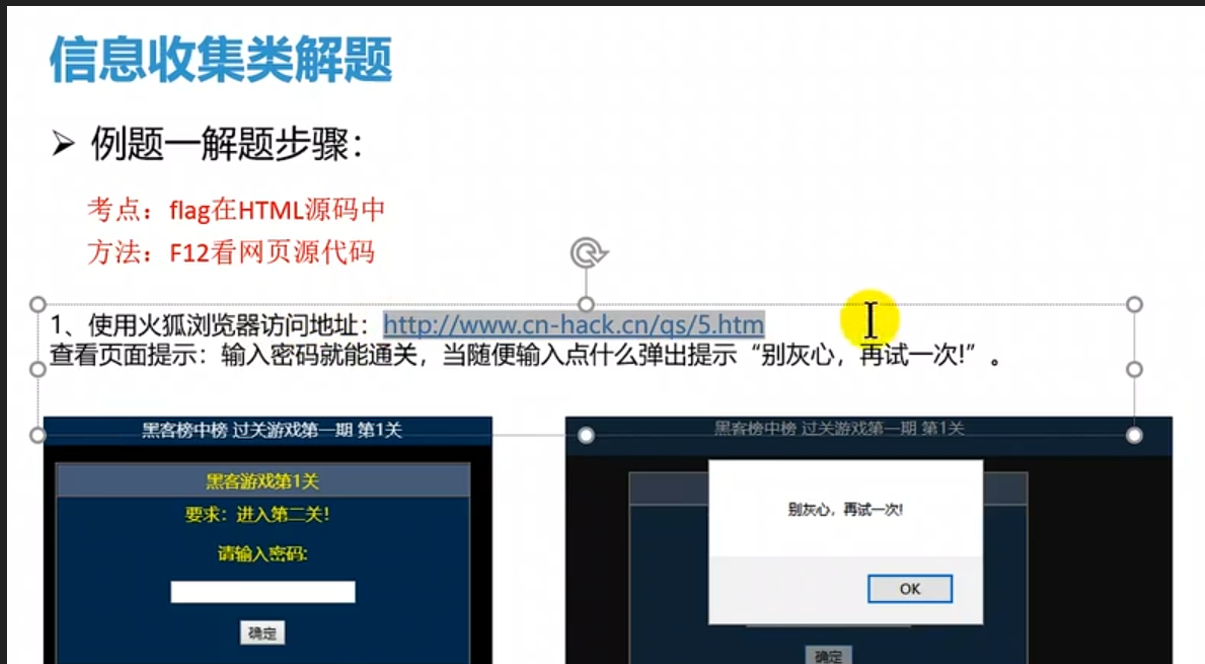 信息收集类解题
➢ 例题一解题步骤：
考点：flag在HTML源码中
方法：F12看网页源代码
1、使用火狐浏览器访问地址：http://www.cn-hack.cn/qs/5.htm
查看页面提示：输入密码就能通关，当随便输入点什么弹出提示“别灰心，再试一次!”。
黑客榜中榜 过关游戏第一期 第1关
黑客游戏第1关
要求：进入第二关!
请输入密码:
确定
黑客榜中榜 过关游戏第一期 第1关
别灰心，再试一次!
OK
确定